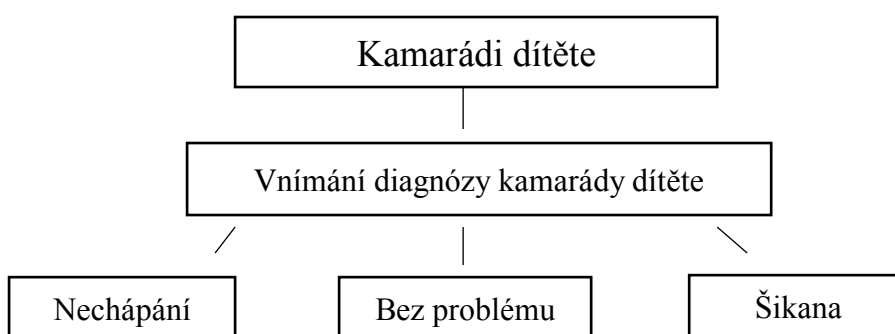 Kamarádi dítěte
Vnímání diagnózy kamarády dítěte
Nechápání
Bez problému
Šikana